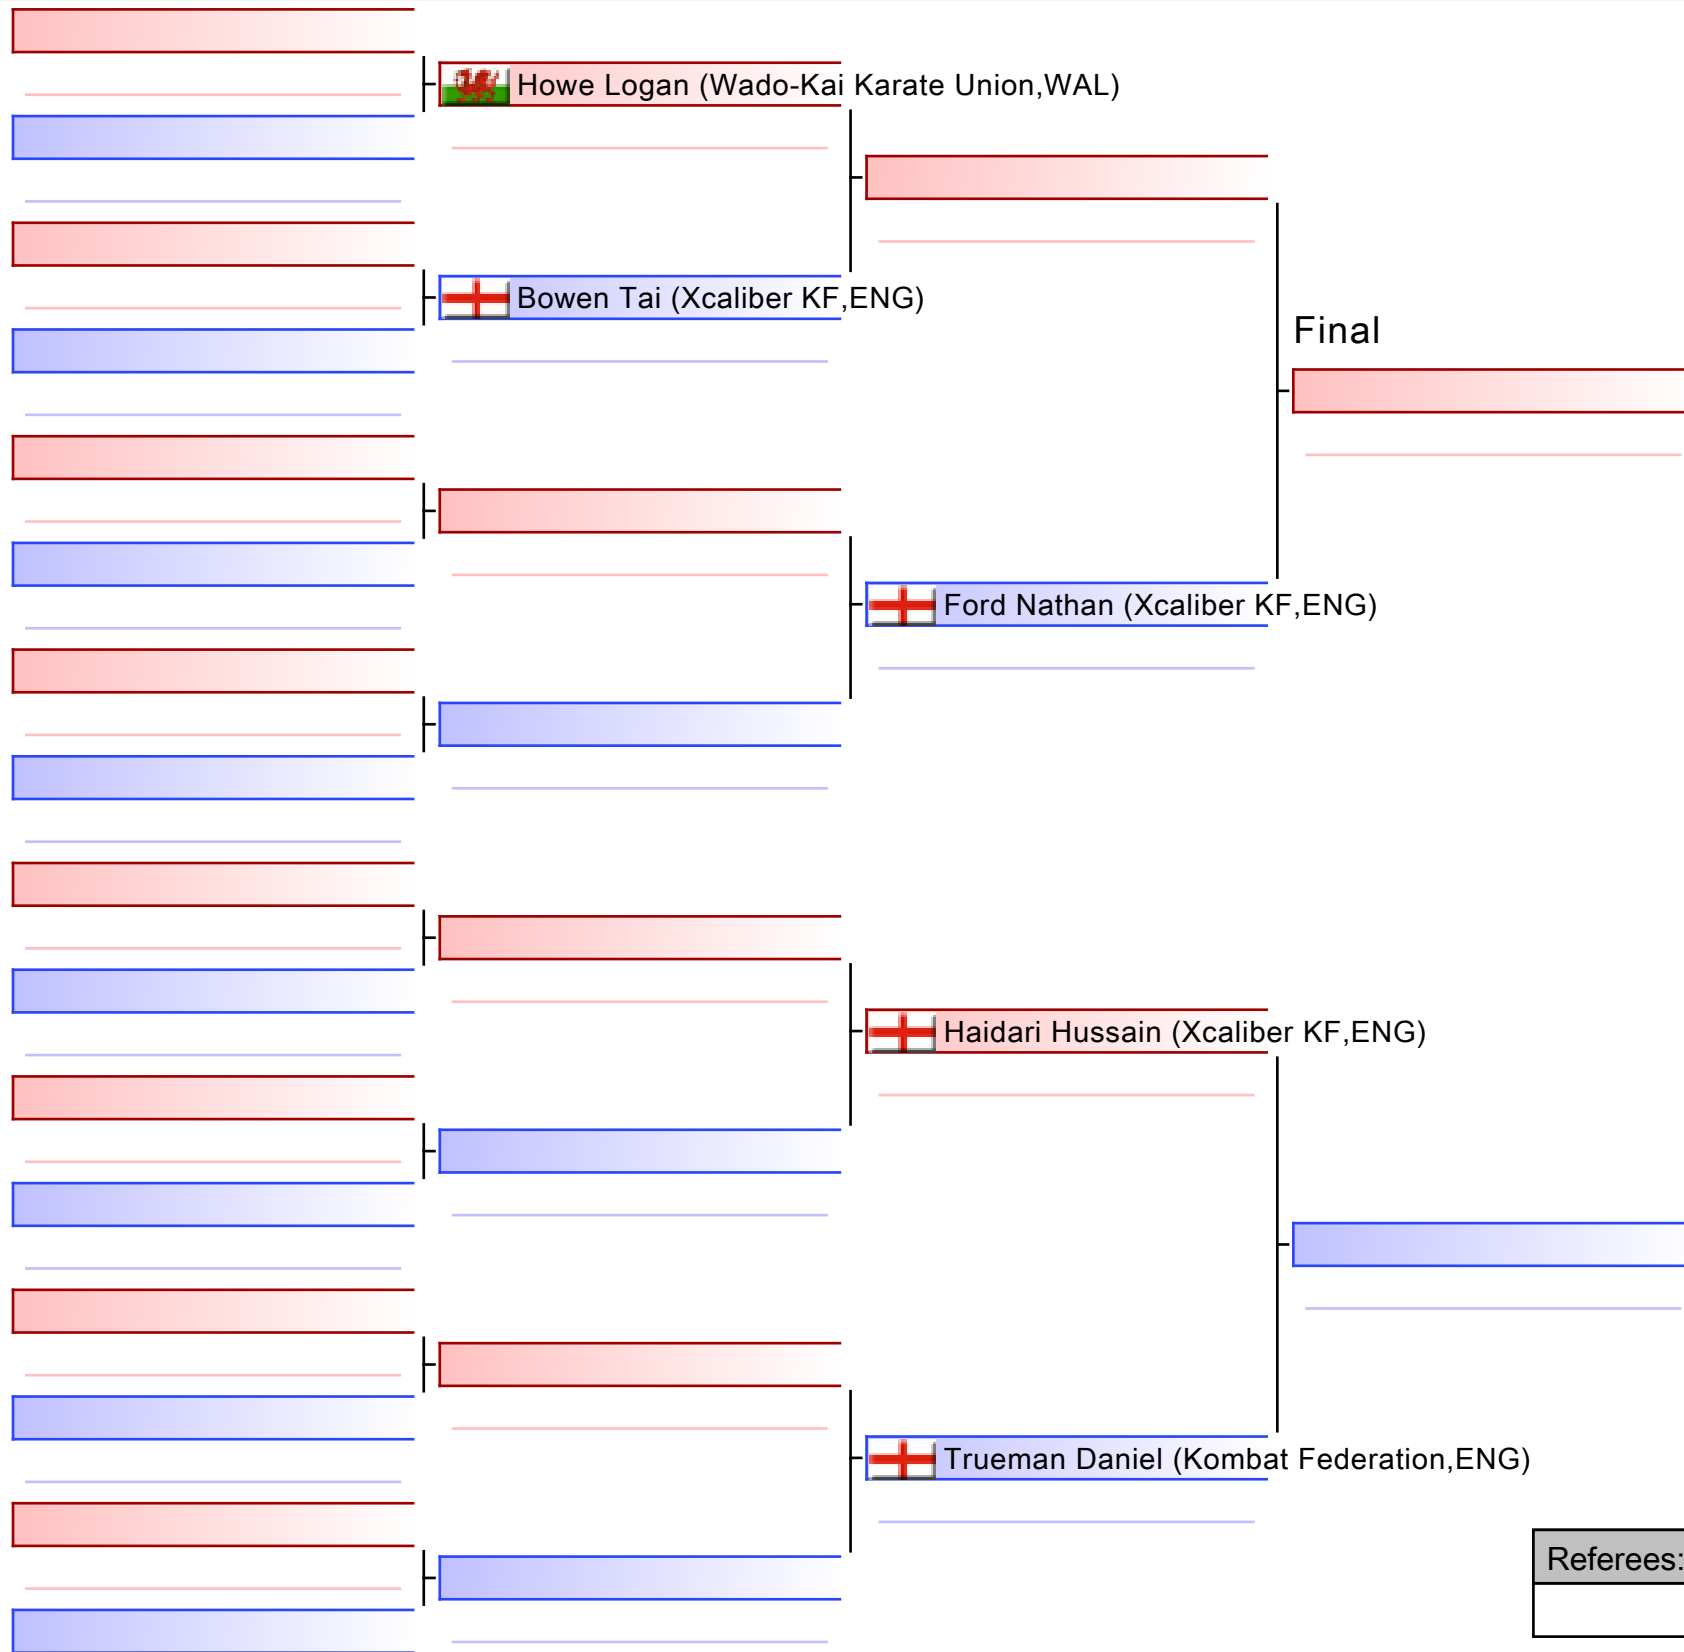 Howe Logan (Wado-Kai Karate Union,WAL)
Bowen Tai (Xcaliber KF,ENG)
Final
Ford Nathan (Xcaliber KF,ENG)
Haidari Hussain (Xcaliber KF,ENG)
Trueman Daniel (Kombat Federation,ENG)
Referees: